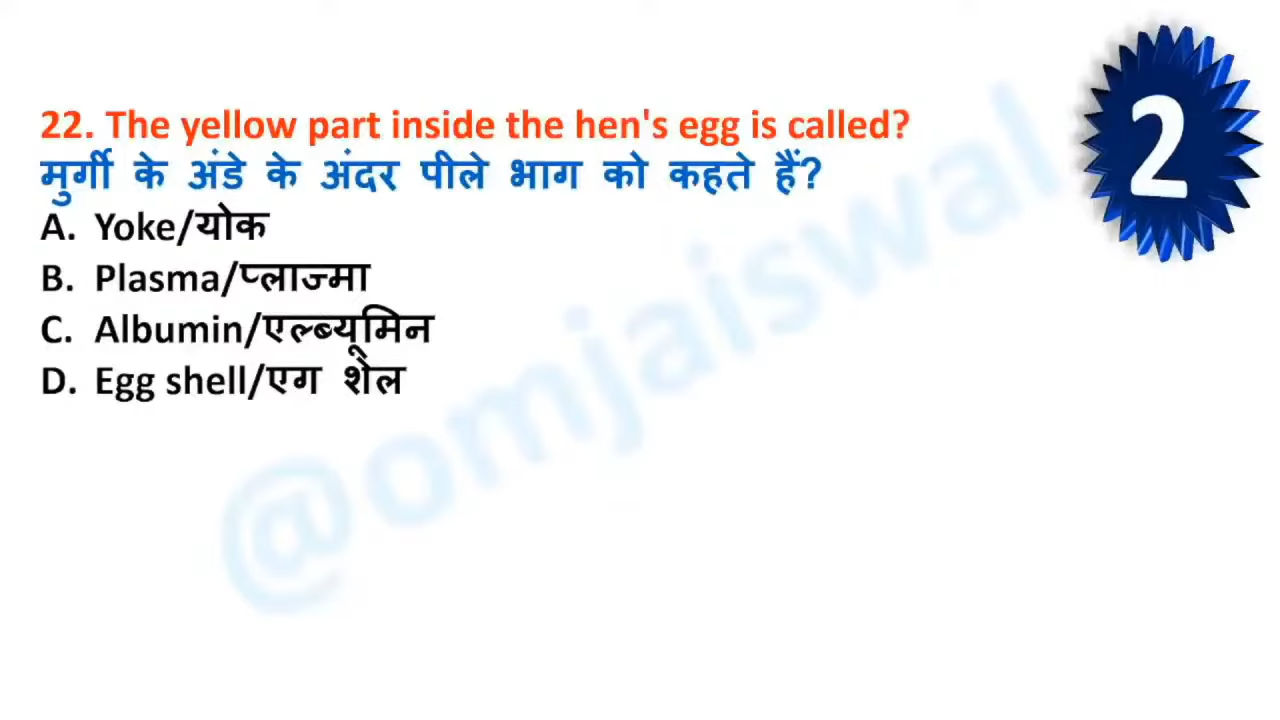 22. The yellow part inside the hen's egg is called?
मुर्गी के अंडे के अंदर पीले भाग को कहते हैं?
A. Yoke/योक
B. Plasma/प्लाज्मा
C. Albumin/एल्ब्यूमिन
D. Egg shell/एग शेल
2
@omjaiswal